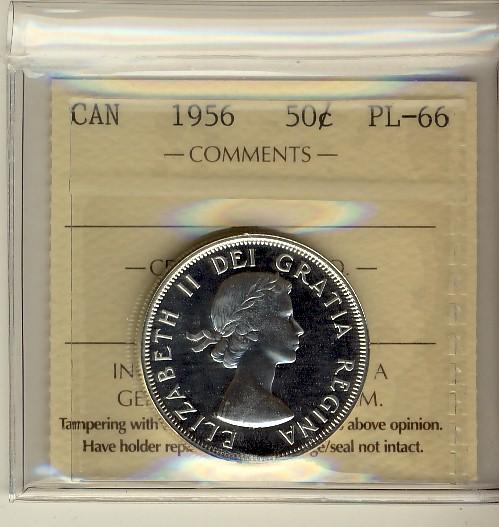 CAN 1956 50¢ PL-66
— COMMENTS —
ELIZABETH II DEI GRATIA REGINA
A
M.
Tampering with above opinion.
Have holder seal not intact.